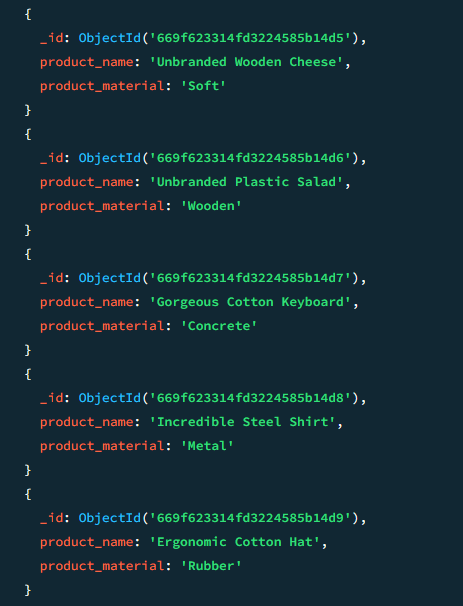 {
_id: ObjectId('669f623314fd3224585b14d5'),
product_name: 'Unbranded Wooden Cheese',
product_material: 'Soft'
}
{
_id: ObjectId('669f623314fd3224585b14d6'),
product_name: 'Unbranded Plastic Salad',
product_material: 'Wooden'
}
{
_id: ObjectId('669f623314fd3224585b14d7'),
product_name: 'Gorgeous Cotton Keyboard',
product_material: 'Concrete'
}
{
_id: ObjectId('669f623314fd3224585b14d8'),
product_name: 'Incredible Steel Shirt',
product_material: 'Metal'
}
{
_id: ObjectId('669f623314fd3224585b14d9'),
product_name: 'Ergonomic Cotton Hat',
product_material: 'Rubber'
}